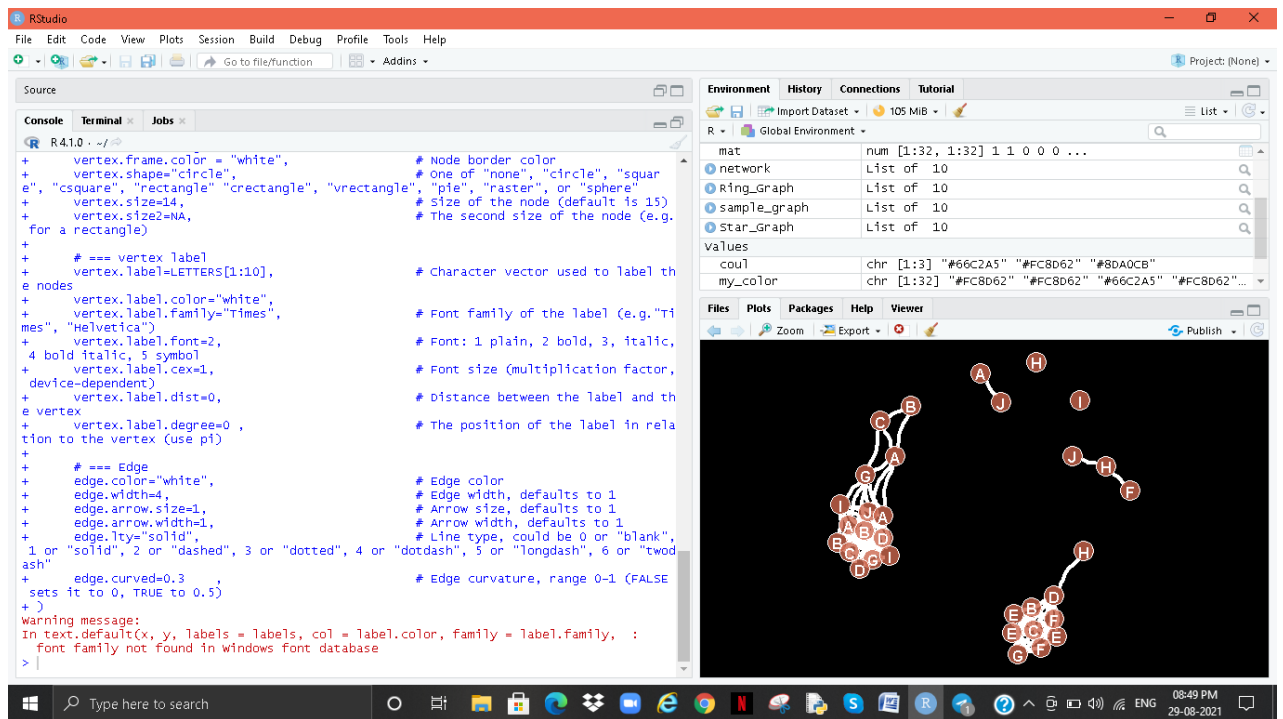 RStudio
File Edit Code View Plots Session Build Debug Profile Tools Help
Go to file/function Addins Project: (None)
Source
Console Terminal Jobs
R 4.1.0 · ~/
+ vertex.frame.color = "white", # Node border color
+ vertex.shape="circle", # One of "none", "circle", "squar
e", "csquare", "rectangle" "crectangle", "vrectangle", "pie", "raster", or "sphere"
+ vertex.size=14, # Size of the node (default is 15)
+ vertex.size2=NA, # The second size of the node (e.g.
for a rectangle)
+
+ # === vertex label
+ vertex.label=LETTERS[1:10], # Character vector used to label th
e nodes
+ vertex.label.color="white",
+ vertex.label.family="Times", # Font family of the label (e.g."Ti
mes", "Helvetica")
+ vertex.label.font=2, # Font: 1 plain, 2 bold, 3, italic,
4 bold italic, 5 symbol
+ vertex.label.cex=1, # Font size (multiplication factor,
device-dependent)
+ vertex.label.dist=0, # Distance between the label and th
e vertex
+ vertex.label.degree=0 , # The position of the label in rela
tion to the vertex (use pi)
+
+ # === Edge
+ edge.color="white", # Edge color
+ edge.width=4, # Edge width, defaults to 1
+ edge.arrow.size=1, # Arrow size, defaults to 1
+ edge.arrow.width=1, # Arrow width, defaults to 1
+ edge.lty="solid", # Line type, could be 0 or "blank",
1 or "solid", 2 or "dashed", 3 or "dotted", 4 or "dotdash", 5 or "longdash", 6 or "twod
ash"
+ edge.curved=0.3 , # Edge curvature, range 0-1 (FALSE
sets it to 0, TRUE to 0.5)
+ )
Warning message:
In text.default(x, y, labels = labels, col = label.color, family = label.family, :
font family not found in Windows font database
>
Environment History Connections Tutorial
Import Dataset 105 MiB List
R Global Environment
mat num [1:32, 1:32] 1 1 0 0 0 ...
network List of 10
Ring_Graph List of 10
sample_graph List of 10
Star_Graph List of 10
Values
coul chr [1:3] "#66C2A5" "#FC8D62" "#8DA0CB"
my_color chr [1:32] "#FC8D62" "#FC8D62" "#66C2A5" "#FC8D62"...
Files Plots Packages Help Viewer
Zoom Export Publish
H
A
J
I
B
C
A
G
J
H
F
I
J
A
A
B
D
B
C
G
I
D
H
D
B
E
F
E
C
E
F
G
Type here to search
ENG
08:49 PM
29-08-2021